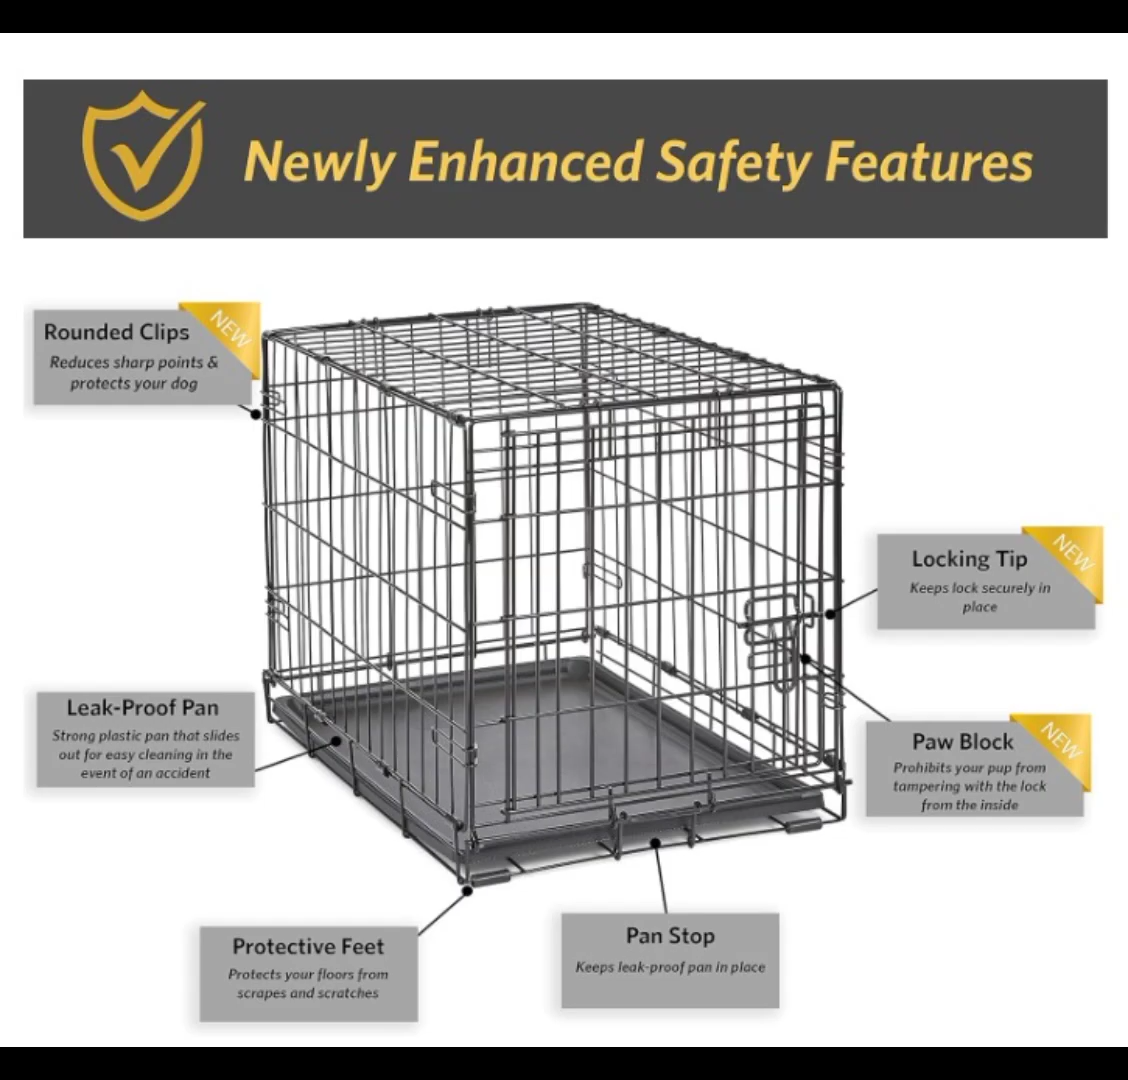 Newly Enhanced Safety Features
Rounded Clips
NEW
Reduces sharp points &
protects your dog
Locking Tip
NEW
Keeps lock securely in
place
Leak-Proof Pan
Strong plastic pan that slides
out for easy cleaning in the
event of an accident
Paw Block
NEW
Prohibits your pup from
tampering with the lock
from the inside
Protective Feet
Protects your floors from
scrapes and scratches
Pan Stop
Keeps leak-proof pan in place